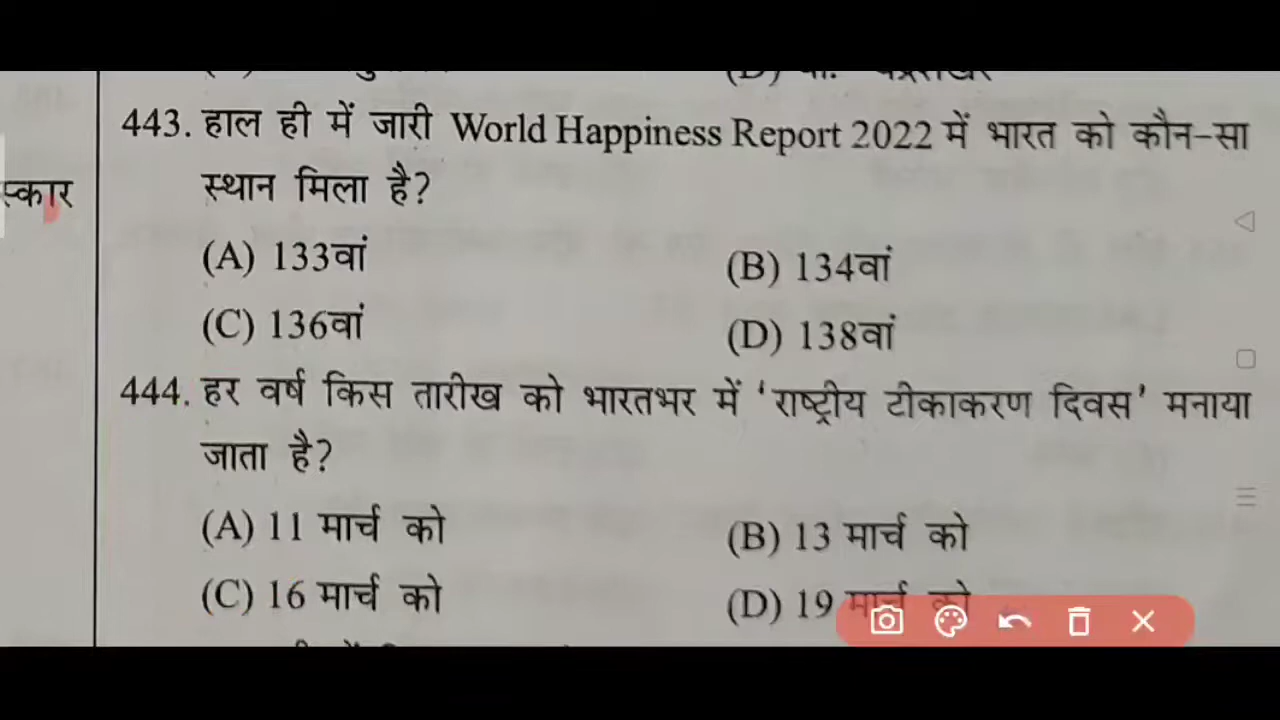 443. हाल ही में जारी World Happiness Report 2022 में भारत को कौन-सा
स्थान मिला है?
(A) 133वां (B) 134वां
(C) 136वां (D) 138वां
444. हर वर्ष किस तारीख को भारतभर में ‘राष्ट्रीय टीकाकरण दिवस’ मनाया
जाता है?
(A) 11 मार्च को (B) 13 मार्च को
(C) 16 मार्च को (D) 19 मार्च को
स्कार